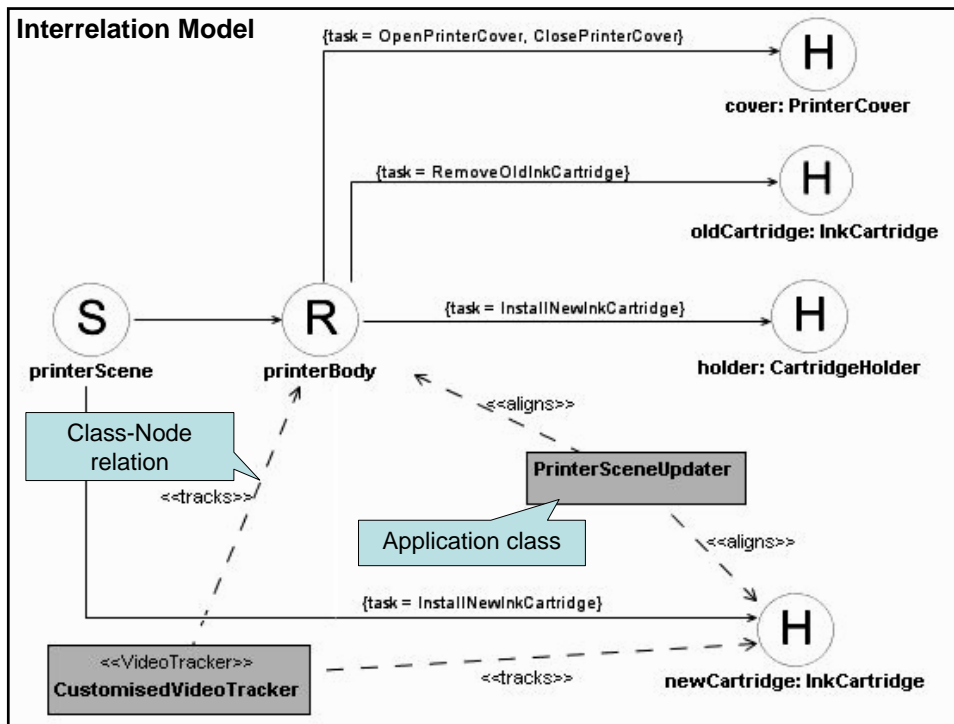 Interrelation Model
{task = OpenPrinterCover, ClosePrinterCover}
H
cover: PrinterCover
{task = RemoveOldInkCartridge}
H
oldCartridge: InkCartridge
S
printerScene
R
printerBody
{task = InstallNewInkCartridge}
H
holder: CartridgeHolder
<<aligns>>
Class-Node
relation
<<tracks>>
PrinterSceneUpdater
Application class
<<aligns>>
{task = InstallNewInkCartridge}
H
newCartridge: InkCartridge
<<VideoTracker>>
CustomisedVideoTracker
<<tracks>>